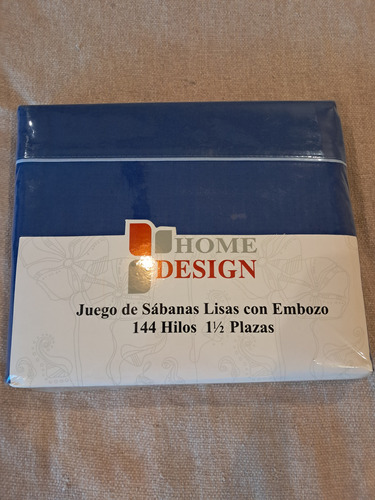 HOME
DESIGN
Juego de Sábanas Lisas con Embozo
144 Hilos 1½ Plazas